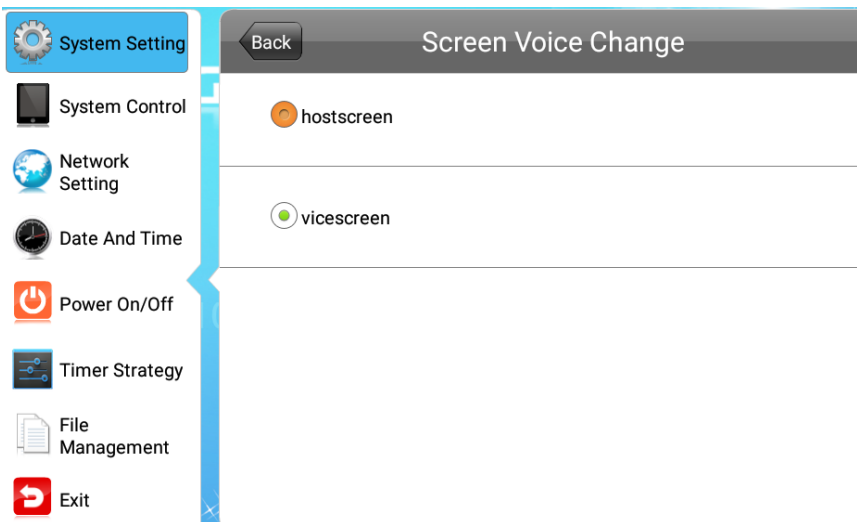 System Setting
Back
Screen Voice Change
System Control
hostscreen
Network
Setting
vicescreen
Date And Time
Power On/Off
Timer Strategy
File
Management
Exit